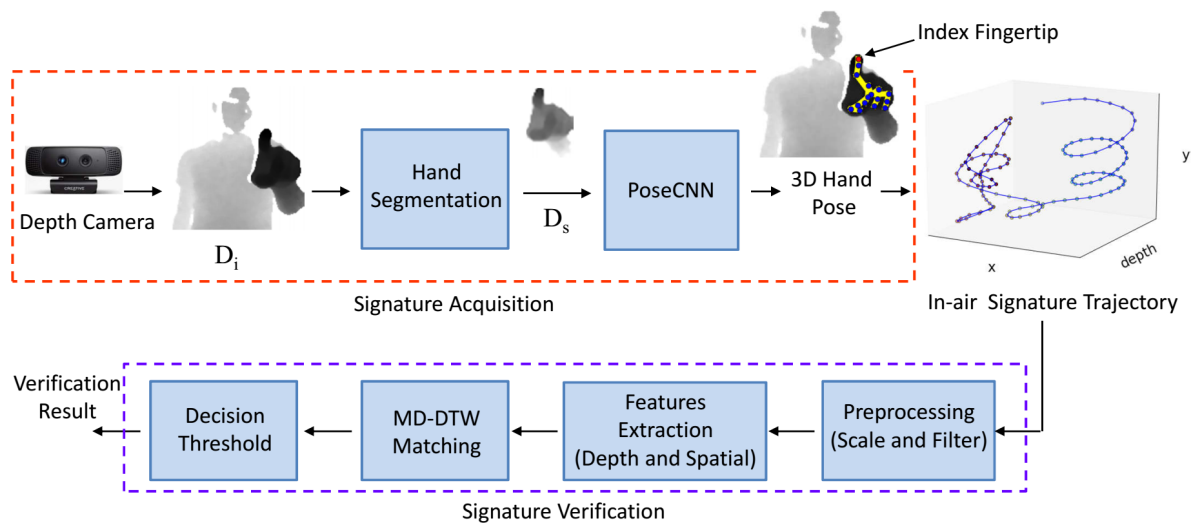 Index Fingertip
Depth Camera
D_i
Hand
Segmentation
D_s
PoseCNN
3D Hand
Pose
y
x
depth
Signature Acquisition
In-air Signature Trajectory
Verification
Result
Decision
Threshold
MD-DTW
Matching
Features
Extraction
(Depth and Spatial)
Preprocessing
(Scale and Filter)
Signature Verification